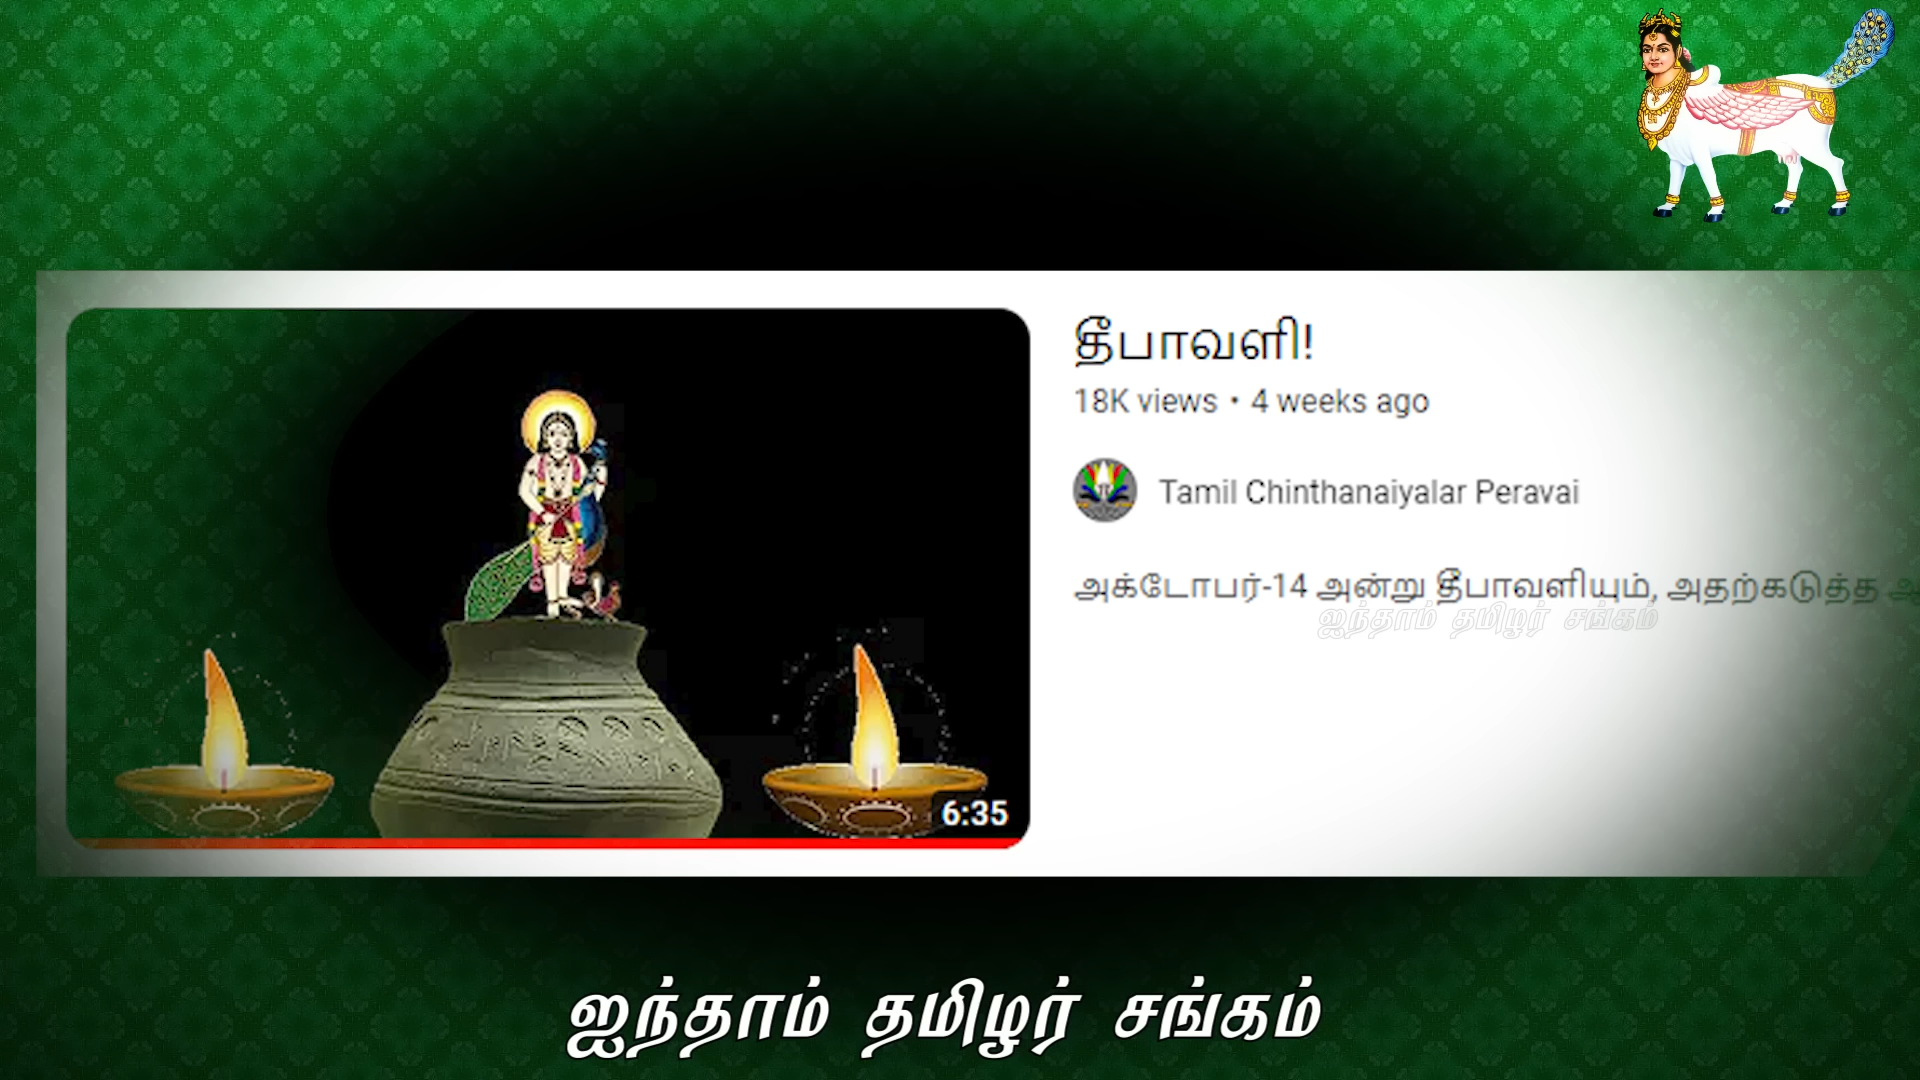 தீபாவளி!
18K views • 4 weeks ago
Tamil Chinthanaiyalar Peravai
அக்டோபர்-14 அன்று தீபாவளியும், அதற்கடுத்த
ஐந்தாம் தமிழர் சங்கம்
6:35
ஐந்தாம் தமிழர் சங்கம்